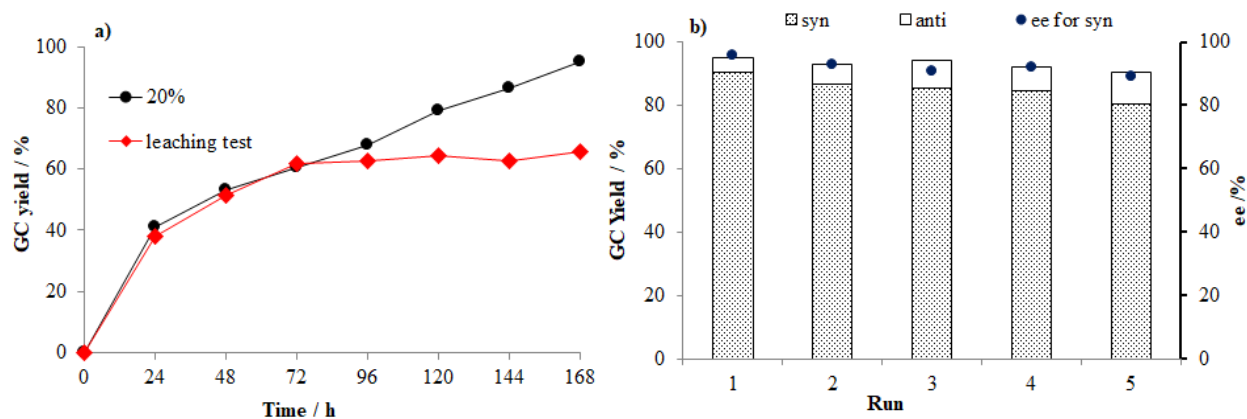 a)
100
80
60
40
20
0
GC yield / %
20%
leaching test
0 24 48 72 96 120 144 168
Time / h
b)
syn anti ee for syn
100
80
60
40
20
0
GC Yield / %
100
80
60
40
20
0
ee /%
1 2 3 4 5
Run